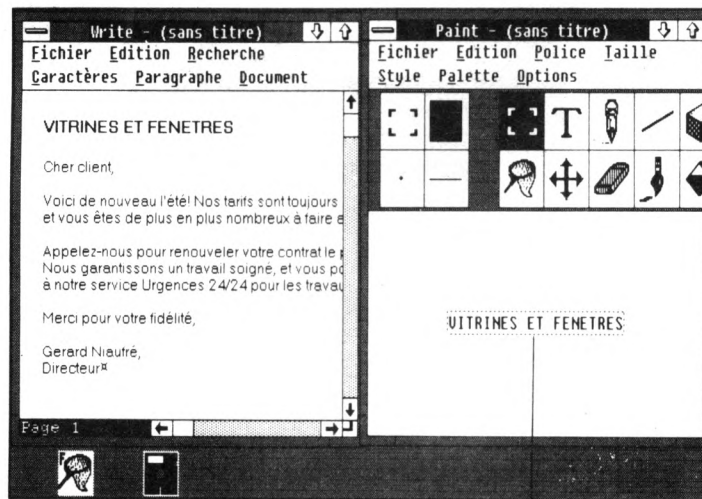 Write - (sans titre)
Fichier Edition Recherche
Caractères Paragraphe Document
VITRINES ET FENETRES
Cher client,
Voici de nouveau l'été! Nos tarifs sont toujours
et vous êtes de plus en plus nombreux à faire
Appelez-nous pour renouveler votre contrat le
Nous garantissons un travail soigné, et vous
à notre service Urgences 24/24 pour les
Merci pour votre fidélité,
Gerard Niaufré,
Directeur¤
Page 1
Paint - (sans titre)
Fichier Edition Police Taille
Style Palette Options
T
VITRINES ET FENETRES